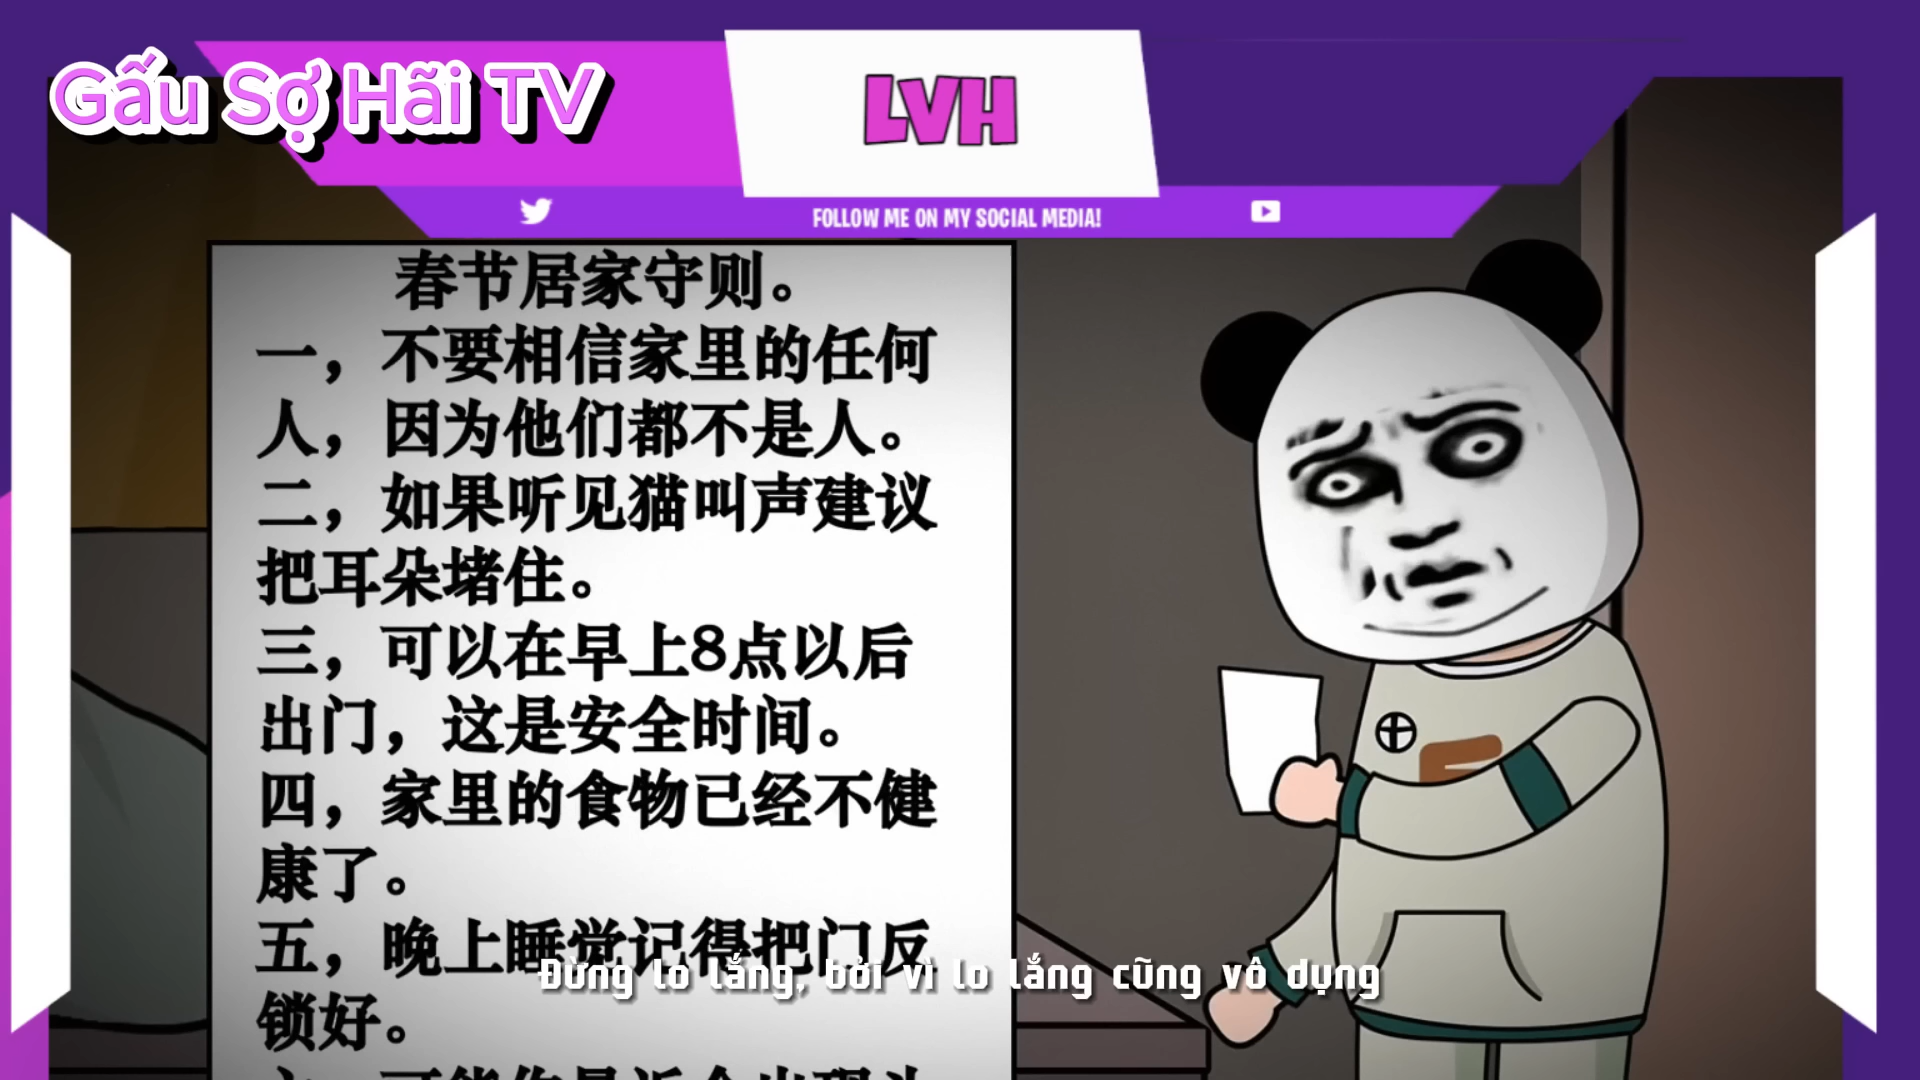 Gấu Sợ Hãi TV
LVH
FOLLOW ME ON MY SOCIAL MEDIA!
春节居家守则。
一，不要相信家里的任何
人，因为他们都不是人。
二，如果听见猫叫声建议
把耳朵堵住。
三，可以在早上8点以后
出门，这是安全时间。
四，家里的食物已经不健
康了。
五，晚上睡觉记得把门反
锁好。
Đừng lo lắng, bởi vì lo lắng cũng vô dụng